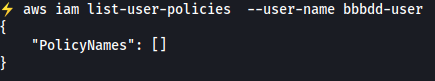 ⚡ aws iam list-user-policies  --user-name bbbdd-user
{
    "PolicyNames": []
}